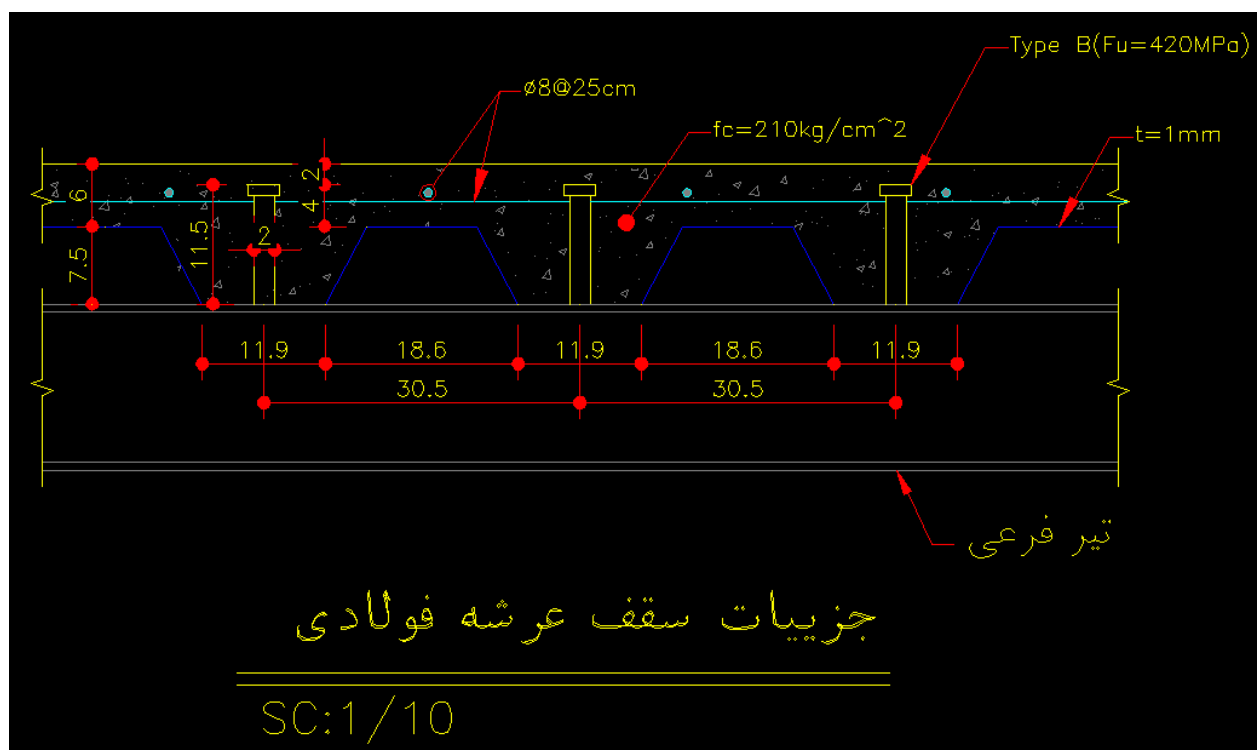 Type B(Fu=420MPa)
ø8@25cm
fc=210kg/cm^2
t=1mm
6
2
4
2
7.5
11.5
11.9
18.6
11.9
18.6
11.9
30.5
30.5
تیر فرعی
جزییات سقف عرشه فولادی
SC:1/10